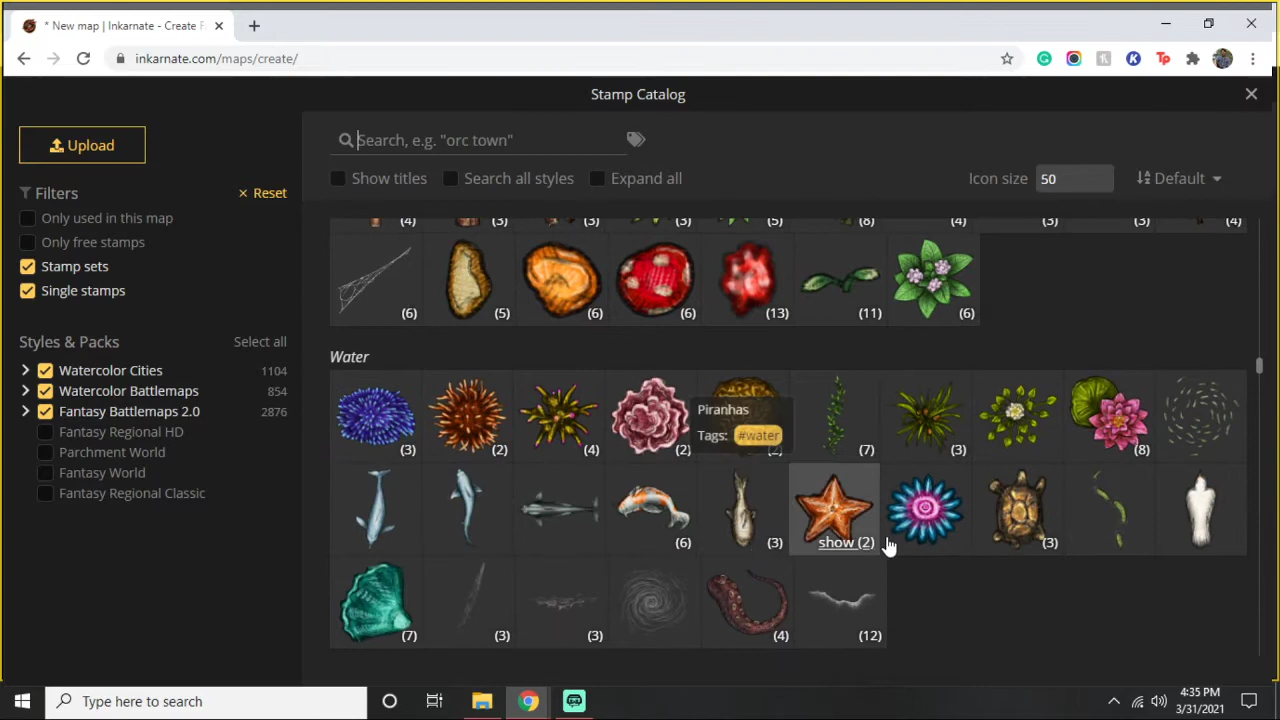 * New map | Inkarnate - Create F
inkarnate.com/maps/create/
Stamp Catalog
Upload
Search, e.g. "orc town"
Show titles
Search all styles
Expand all
Icon size
50
Default
Filters
Reset
Only used in this map
Only free stamps
Stamp sets
Single stamps
Styles & Packs
Select all
Watercolor Cities 1104
Watercolor Battlemaps 854
Fantasy Battlemaps 2.0 2876
Fantasy Regional HD
Parchment World
Fantasy World
Fantasy Regional Classic
(4) (3) (3) (3) (5) (8) (4) (3) (3) (4)
(6) (5) (6) (6) (13) (11) (6)
Water
Piranhas
Tags: #water
(3) (2) (4) (2) (2) (7) (3) (8)
(6) (3) show (2) (3)
(7) (3) (3) (4) (12)
Type here to search
4:35 PM
3/31/2021